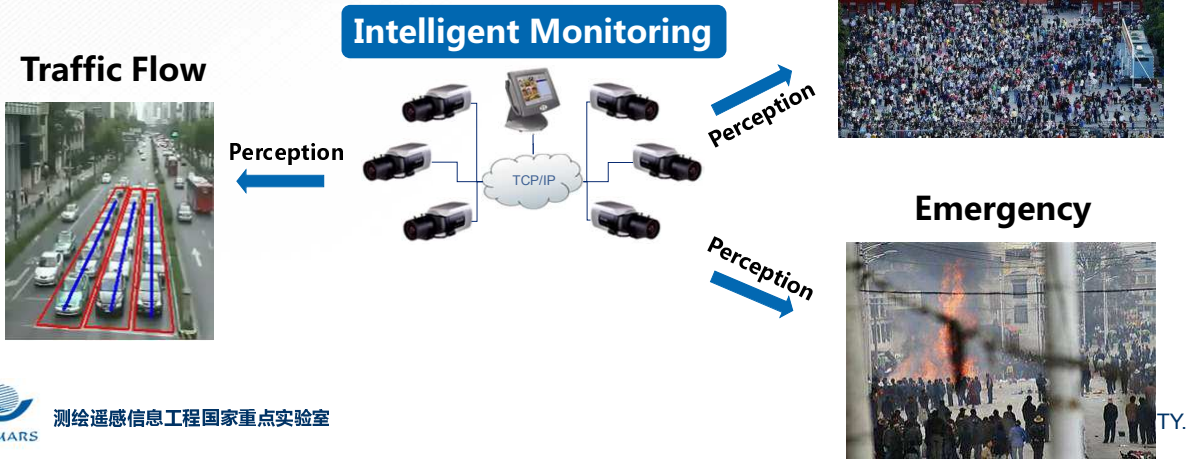 Intelligent Monitoring
Traffic Flow
Perception
Perception
TCP/IP
Emergency
Perception
测绘遥感信息工程国家重点实验室
MARS
TY.